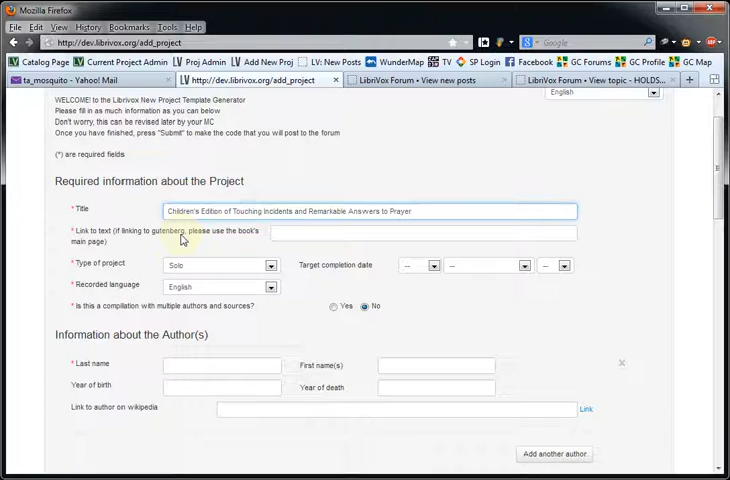 Mozilla Firefox
File Edit View History Bookmarks Tools Help
http://dev.librivox.org/add_project
Google
Catalog Page Current Project Admin Add New Proj LV: News Posts WunderMap TV SP Login Facebook GC Forums GC Profile GC Map
ta_mosquito - Yahoo! Mail http://dev.librivox.org/add_project LibriVox Forum • View new posts LibriVox Forum • View topic - HOLDS...
WELCOME! to the Librivox New Project Template Generator English
Please fill in as much information as you can below
Don't worry, this can be revised later by your MC
Once you have finished, press "Submit" to make the code that you will post to the forum
(*) are required fields
Required information about the Project
* Title Children's Edition of Touching Incidents and Remarkable Answers to Prayer
* Link to text (if linking to gutenberg, please use the book's
main page)
* Type of project Solo Target completion date -- -- --
* Recorded language English
* Is this a compilation with multiple authors and sources? Yes No
Information about the Author(s)
* Last name First name(s)
Year of birth Year of death
Link to author on wikipedia Link
Add another author